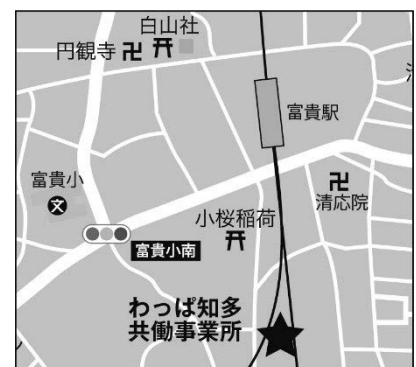 白山社
円観寺
富貴駅
富貴小
文
清応院
小桜稲荷
富貴小南
わっぱ知多
共働事業所